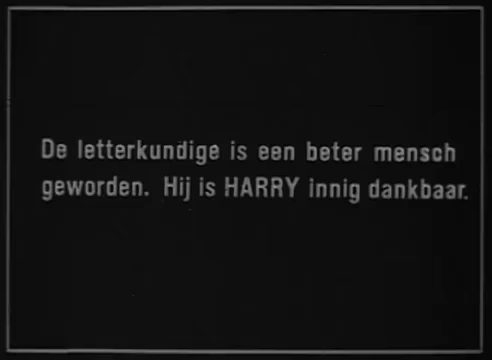 De letterkundige is een beter mensch
geworden. Hij is HARRY innig dankbaar.